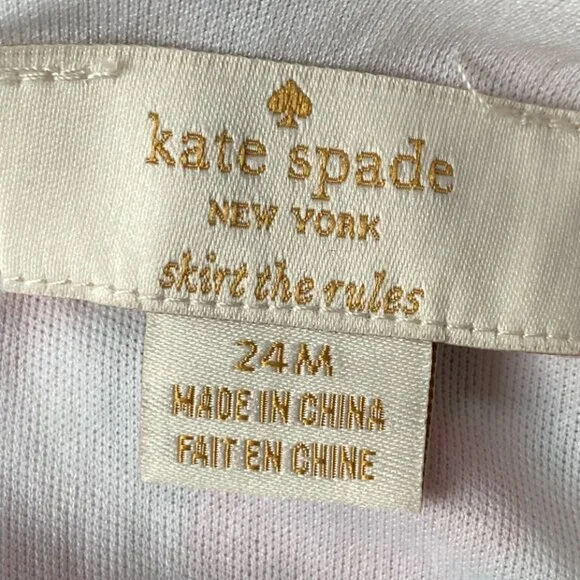 kate spade
NEW YORK
skirt the rules
24M
MADE IN CHINA
FAIT EN CHINE